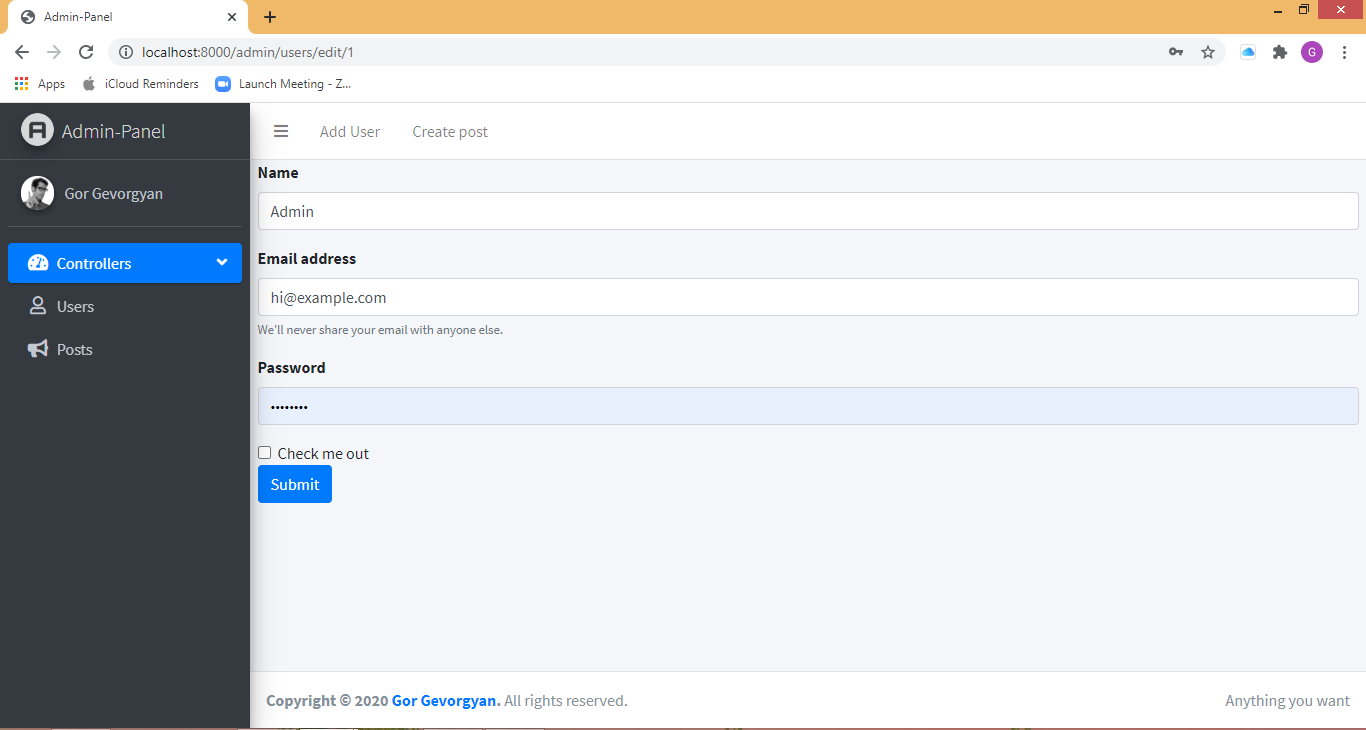 Admin-Panel
localhost:8000/admin/users/edit/1
G
Apps
iCloud Reminders
Launch Meeting - Z...
A Admin-Panel
Add User
Create post
Gor Gevorgyan
Controllers
Users
Posts
Name
Admin
Email address
hi@example.com
We'll never share your email with anyone else.
Password
••••••••
Check me out
Submit
Copyright © 2020 Gor Gevorgyan. All rights reserved.
Anything you want